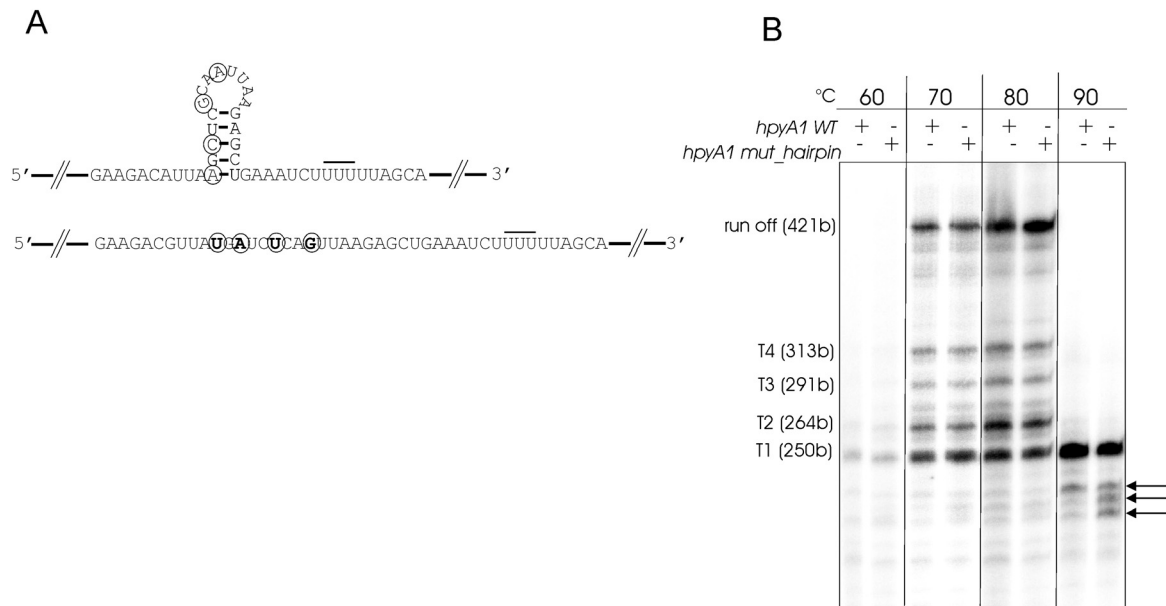 A
B
G C A A U U A A
C G
U A
C G
G C
5' GAAGACAUUAA UGAAAUCUUUUUUAGCA 3'
5' GAAGACGUUAUGAUCUCAGUUAAGAGCUGAAAUCUUUUUUAGCA 3'
°C 60 70 80 90
hpyA1 WT + - + - + - + -
hpyA1 mut_hairpin - + - + - + - +
run off (421b)
T4 (313b)
T3 (291b)
T2 (264b)
T1 (250b)